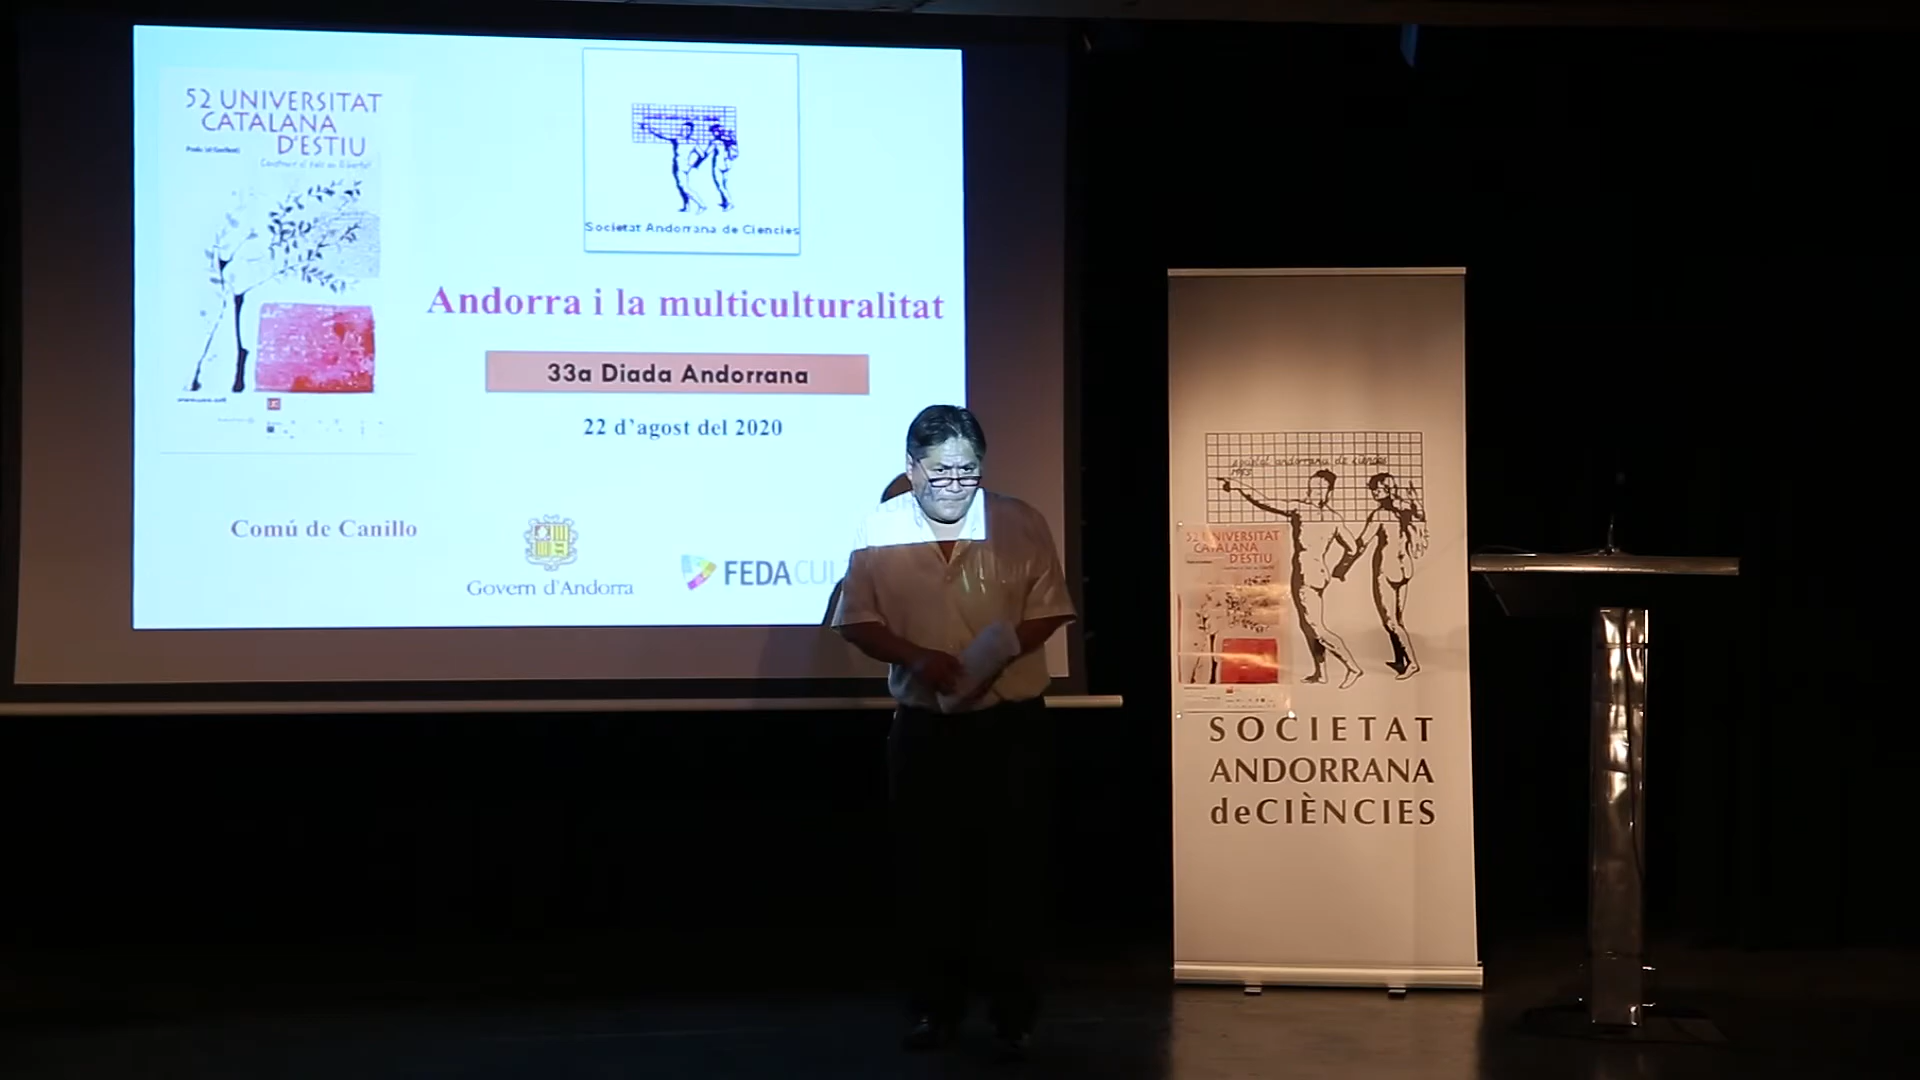 52 UNIVERSITAT
CATALANA
D'ESTIU
Societat Andorrana de Ciencies
Andorra i la multiculturalitat
33a Diada Andorrana
22 d'agost del 2020
Comú de Canillo
Govern d'Andorra
FEDACUL
52 UNIVERSITAT
CATALANA
D'ESTIU
SOCIETAT
ANDORRANA
deCIÈNCIES